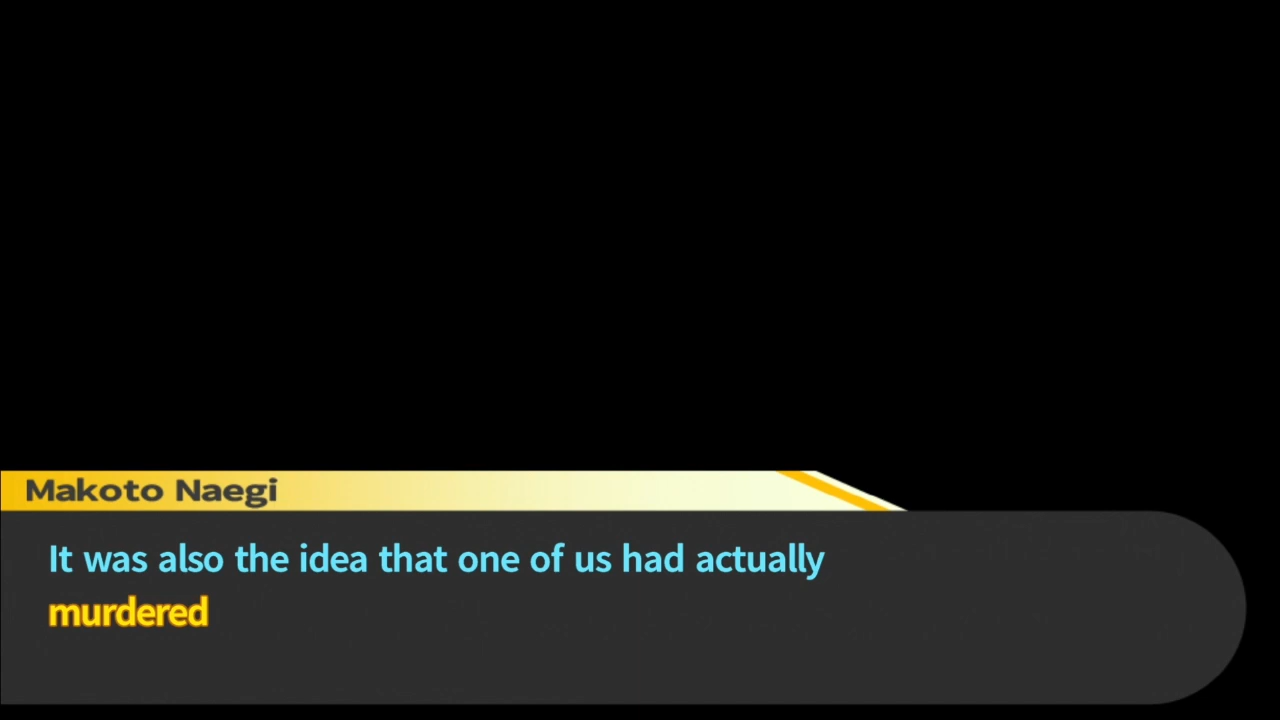 Makoto Naegi
It was also the idea that one of us had actually
murdered